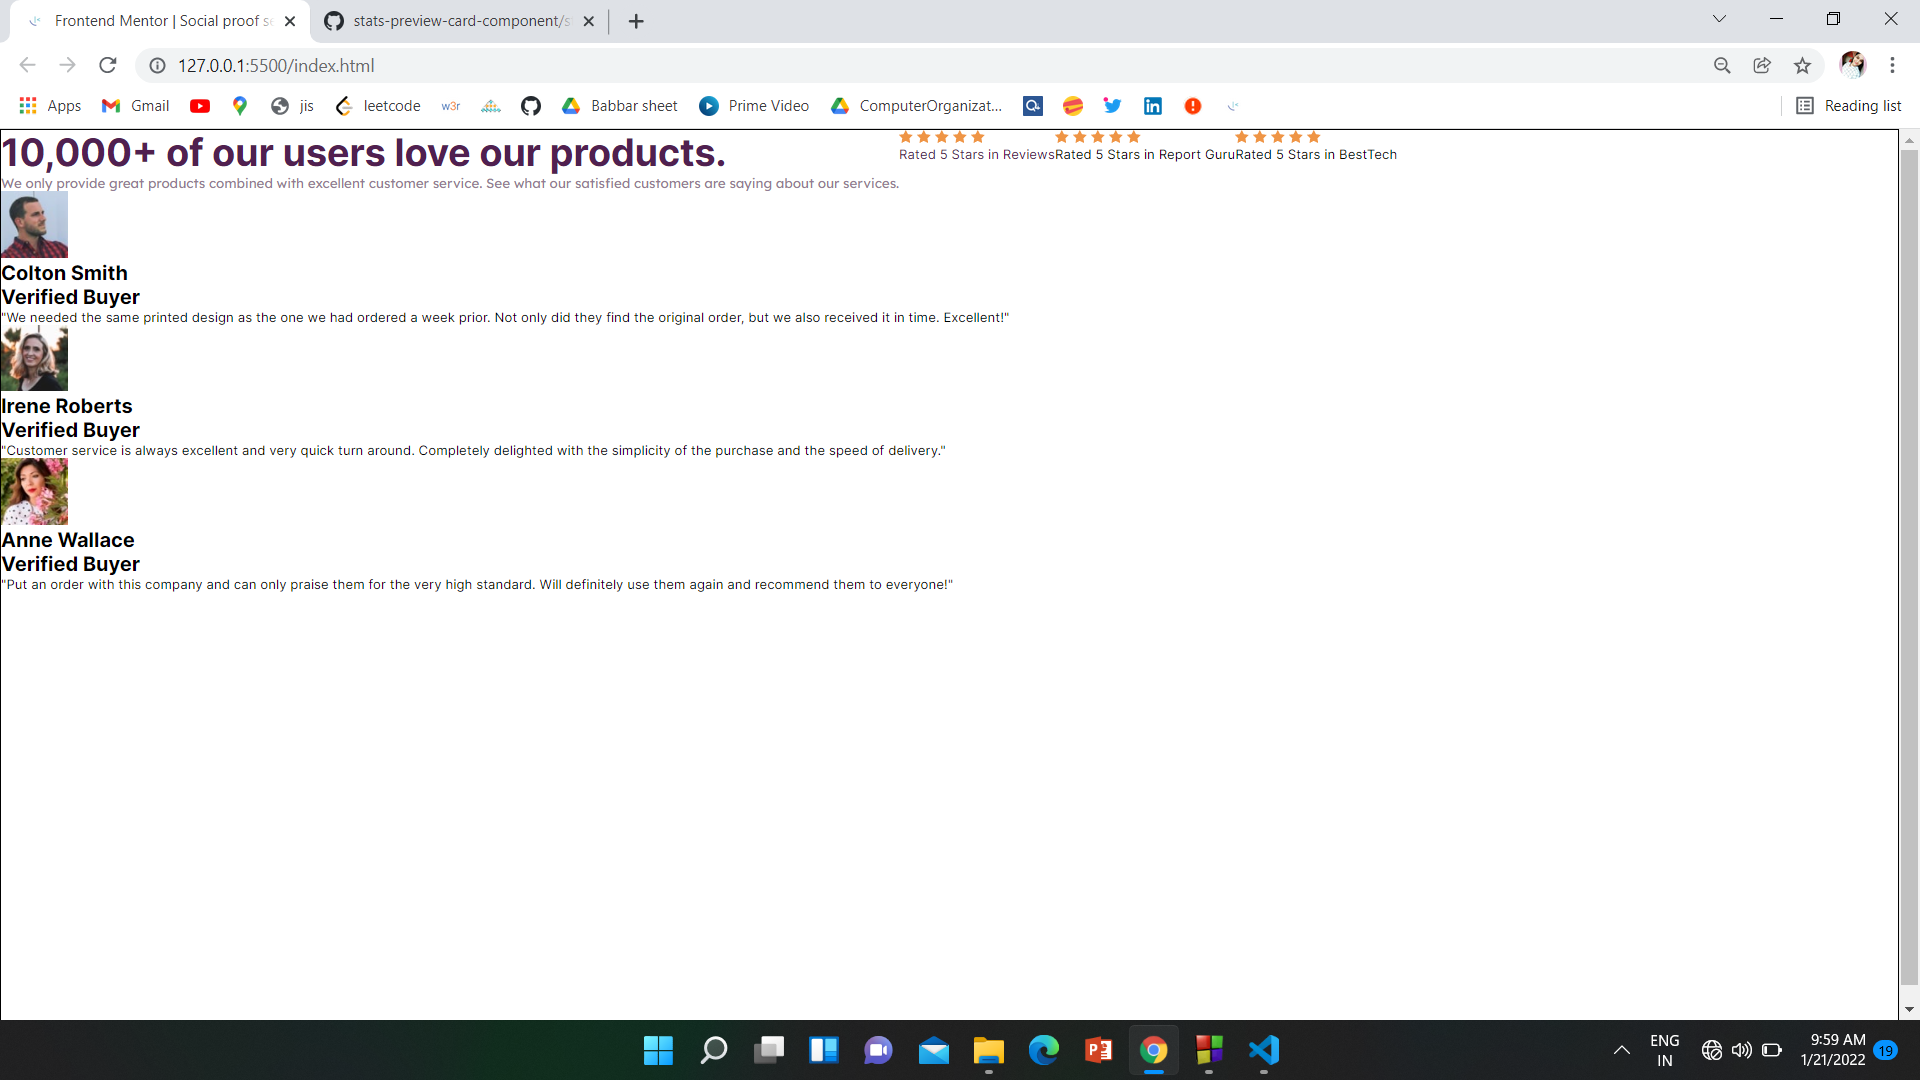 Frontend Mentor | Social proof se
stats-preview-card-component/s
127.0.0.1:5500/index.html
Apps
Gmail
jis
leetcode
w3r
Babbar sheet
Prime Video
ComputerOrganizat...
Reading list
10,000+ of our users love our products.
We only provide great products combined with excellent customer service. See what our satisfied customers are saying about our services.
Rated 5 Stars in Reviews
Rated 5 Stars in Report Guru
Rated 5 Stars in BestTech
Colton Smith
Verified Buyer
"We needed the same printed design as the one we had ordered a week prior. Not only did they find the original order, but we also received it in time. Excellent!"
Irene Roberts
Verified Buyer
"Customer service is always excellent and very quick turn around. Completely delighted with the simplicity of the purchase and the speed of delivery."
Anne Wallace
Verified Buyer
"Put an order with this company and can only praise them for the very high standard. Will definitely use them again and recommend them to everyone!"
ENG
IN
9:59 AM
1/21/2022
19